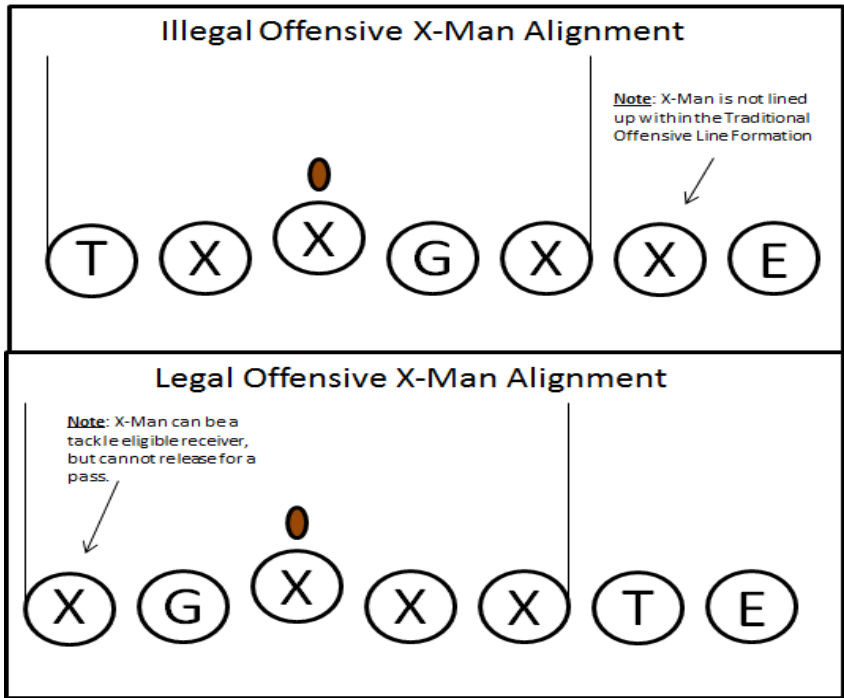 Illegal Offensive X-Man Alignment
Note: X-Man is not lined
up within the Traditional
Offensive Line Formation
T X X G X X E
Legal Offensive X-Man Alignment
Note: X-Man can be a
tackle eligible receiver,
but cannot release for a
pass.
X G X X X T E